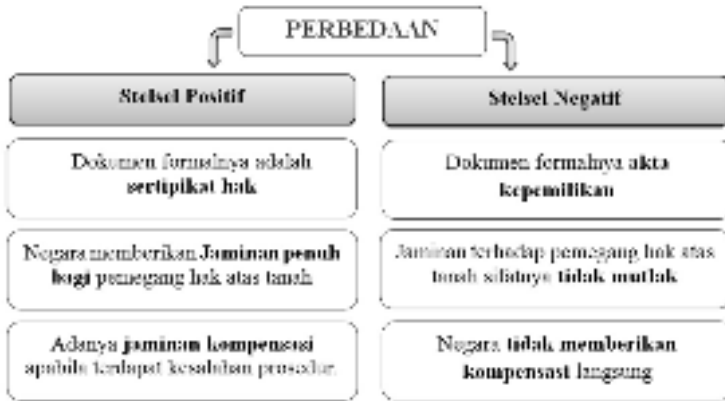 PERBEDAAN
Stelsel Positif
Dokumen formalnya adalah
sertipikat hak
Negara memberikan Jaminan penuh
bagi pemegang hak atas tanah
Adanya jaminan kompensasi
apabila terdapat kesalahan prosedur.
Stelsel Negatif
Dokumen formalnya akta
kepemilikan
Jaminan terhadap pemegang hak atas
tanah sifatnya tidak mutlak
Negara tidak memberikan
kompensasi langsung